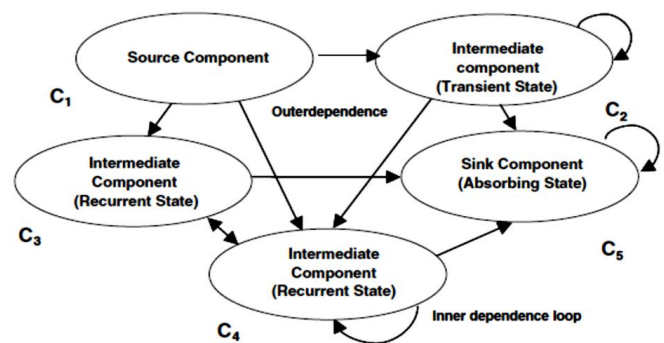 Source Component
Intermediate
component
(Transient State)
C1
Outerdependence
C2
Intermediate
Component
(Recurrent State)
Sink Component
(Absorbing State)
C3
Intermediate
Component
(Recurrent State)
C5
Inner dependence loop
C4